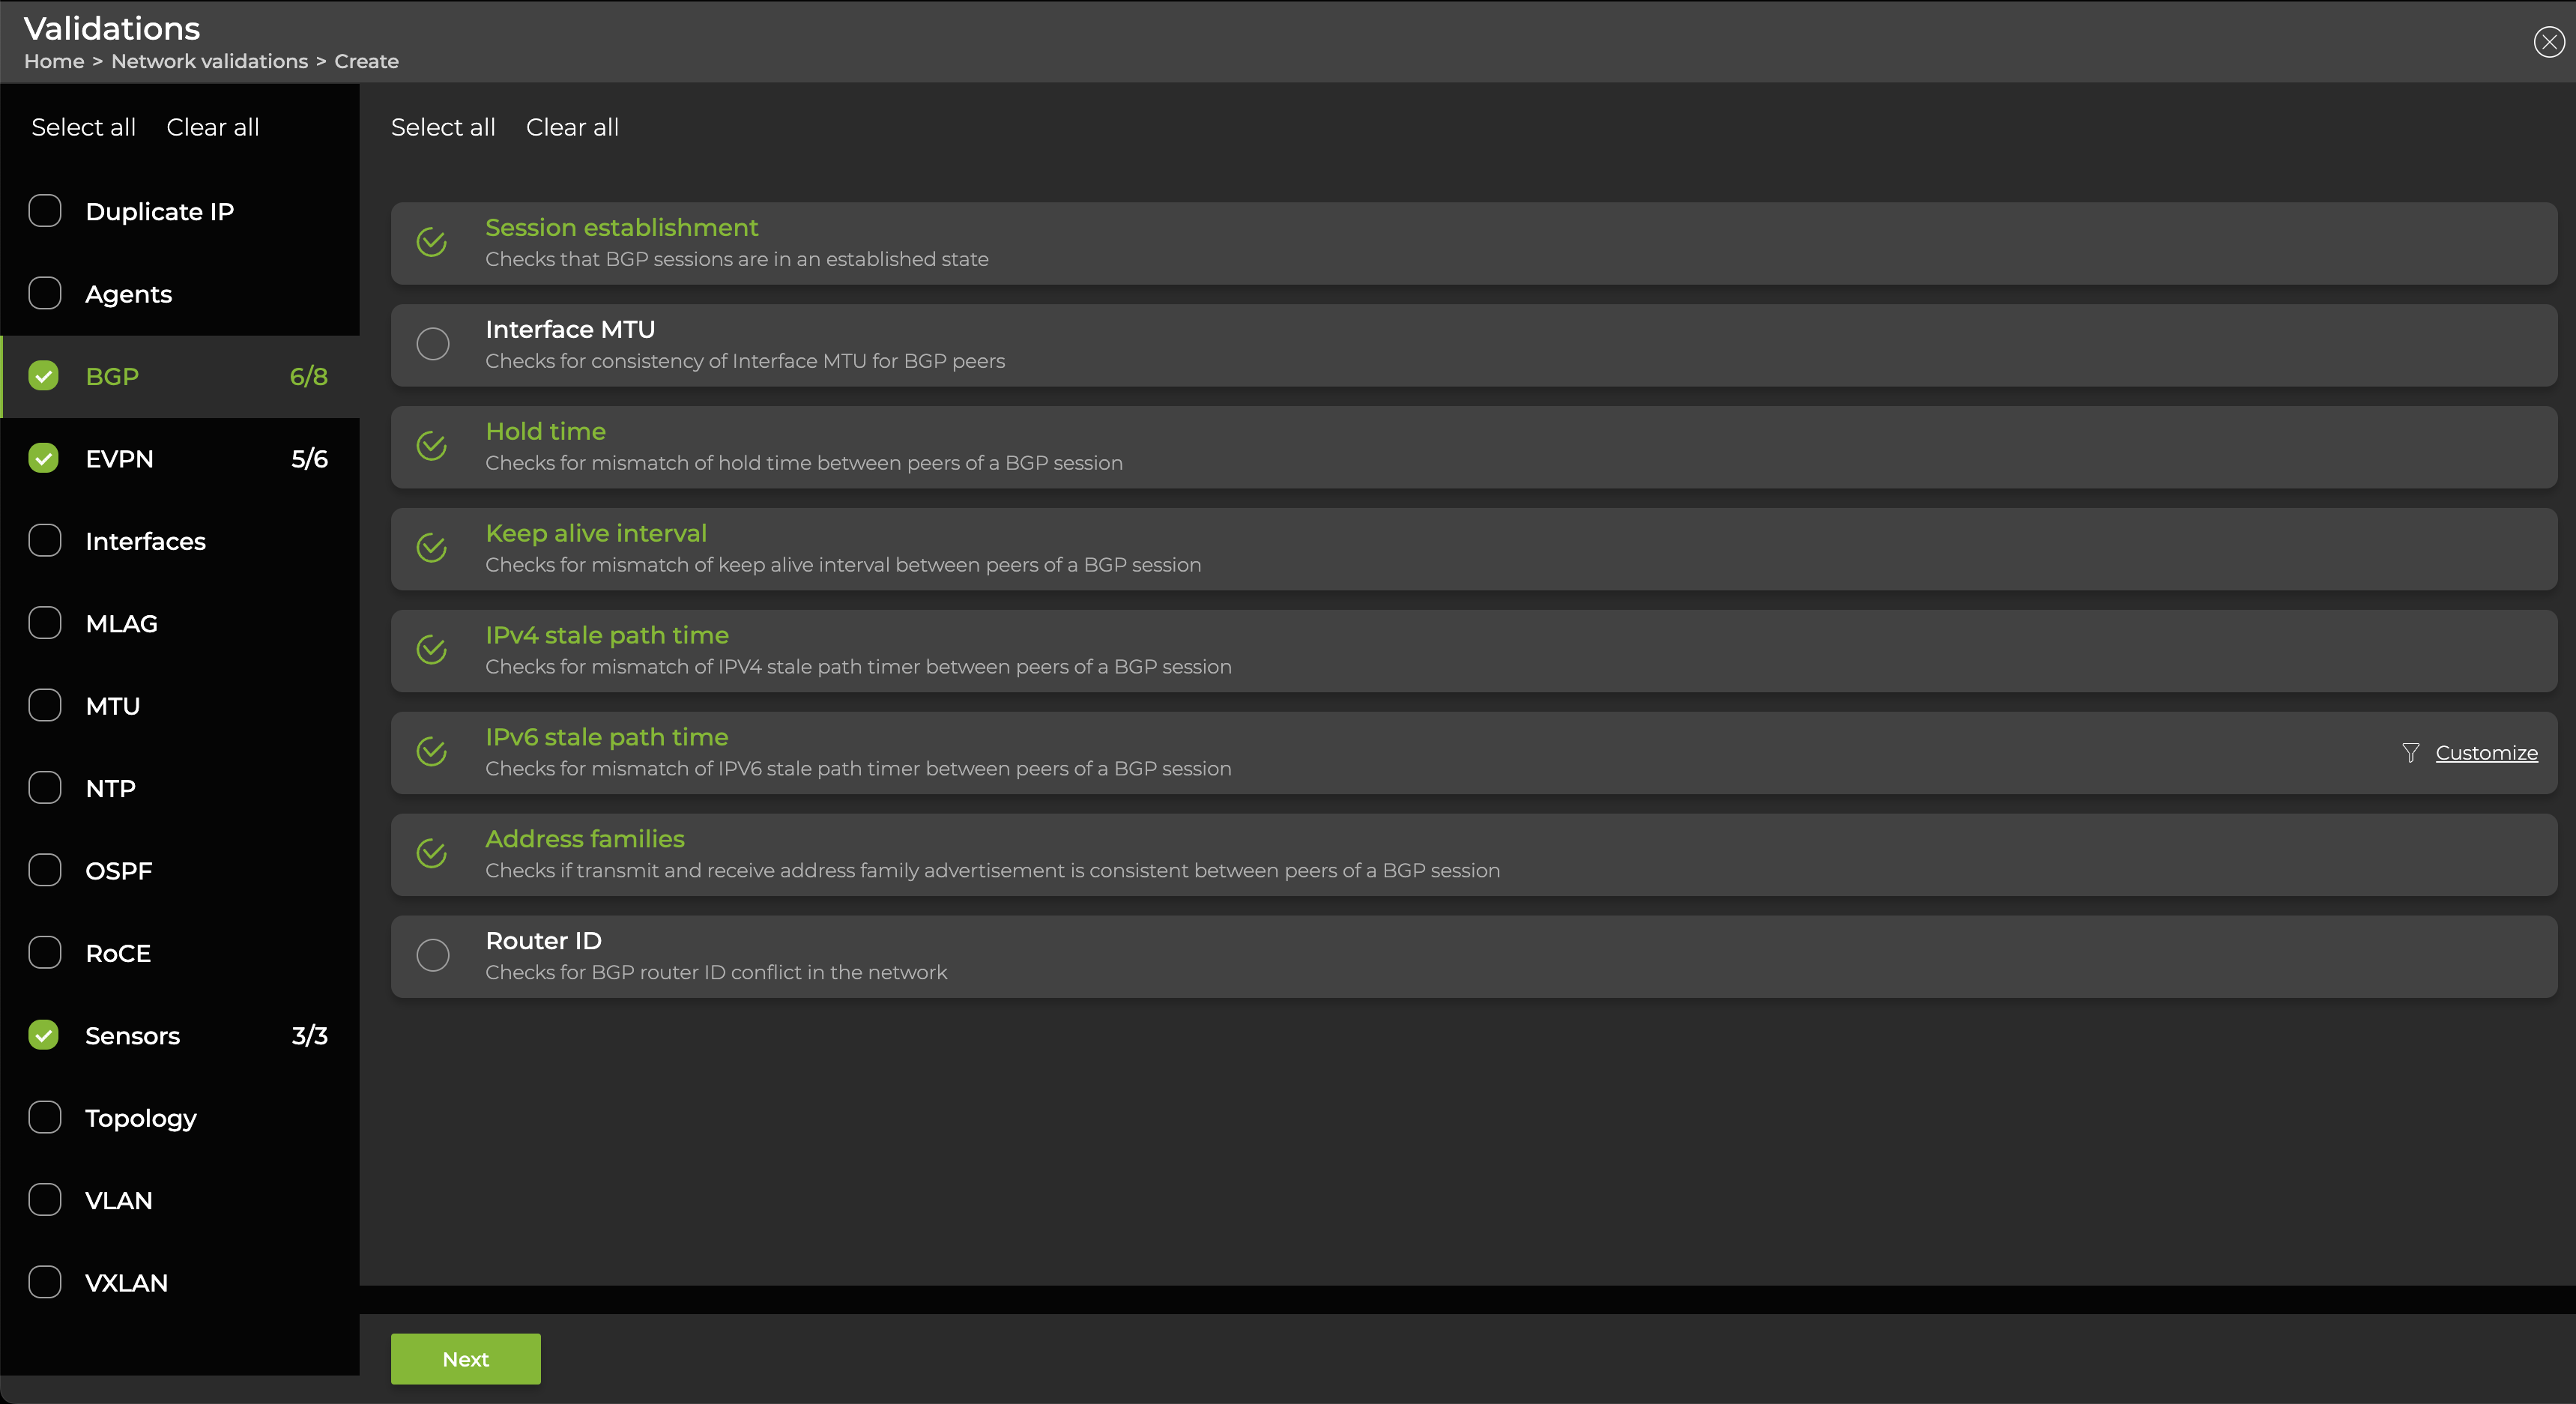 Validations
Home > Network validations > Create
Select all Clear all
Duplicate IP
Agents
BGP 6/8
EVPN 5/6
Interfaces
MLAG
MTU
NTP
OSPF
RoCE
Sensors 3/3
Topology
VLAN
VXLAN
Select all Clear all
Session establishment
Checks that BGP sessions are in an established state
Interface MTU
Checks for consistency of Interface MTU for BGP peers
Hold time
Checks for mismatch of hold time between peers of a BGP session
Keep alive interval
Checks for mismatch of keep alive interval between peers of a BGP session
IPv4 stale path time
Checks for mismatch of IPV4 stale path timer between peers of a BGP session
IPv6 stale path time
Checks for mismatch of IPV6 stale path timer between peers of a BGP session
Customize
Address families
Checks if transmit and receive address family advertisement is consistent between peers of a BGP session
Router ID
Checks for BGP router ID conflict in the network
Next